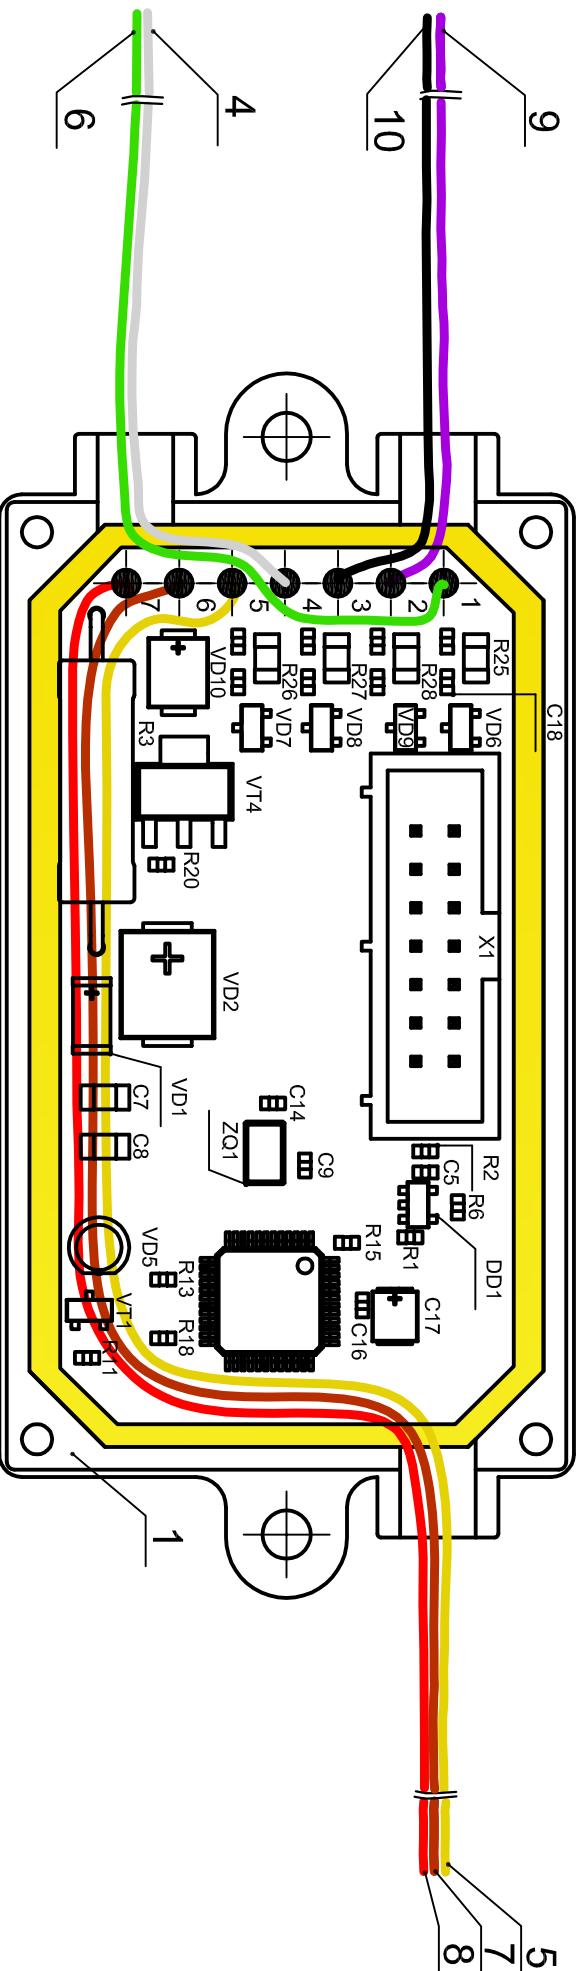 4
6
9
10
1
2
3
4
5
6
7
R25
R28
R27
R26
C18
VD10
VD7
VD8
VD9
VD6
R3
VT4
R20
X1
VD2
VD1
C7
C8
C14
ZQ1
C9
R2
C5
R6
R1
DD1
R15
VD5
R13
VT1
R18
R11
C17
C16
1
5
7
8